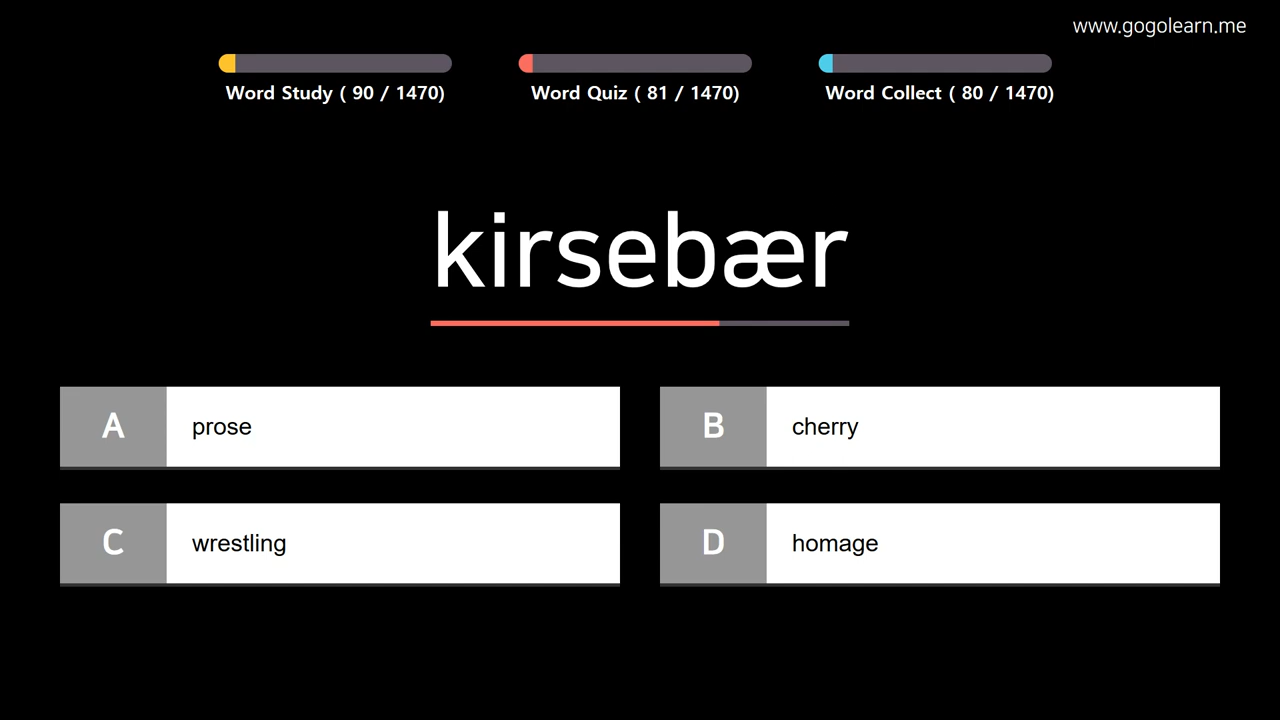 www.gogolearn.me
Word Study ( 90 / 1470)
Word Quiz ( 81 / 1470)
Word Collect ( 80 / 1470)
kirsebær
A prose
B cherry
C wrestling
D homage